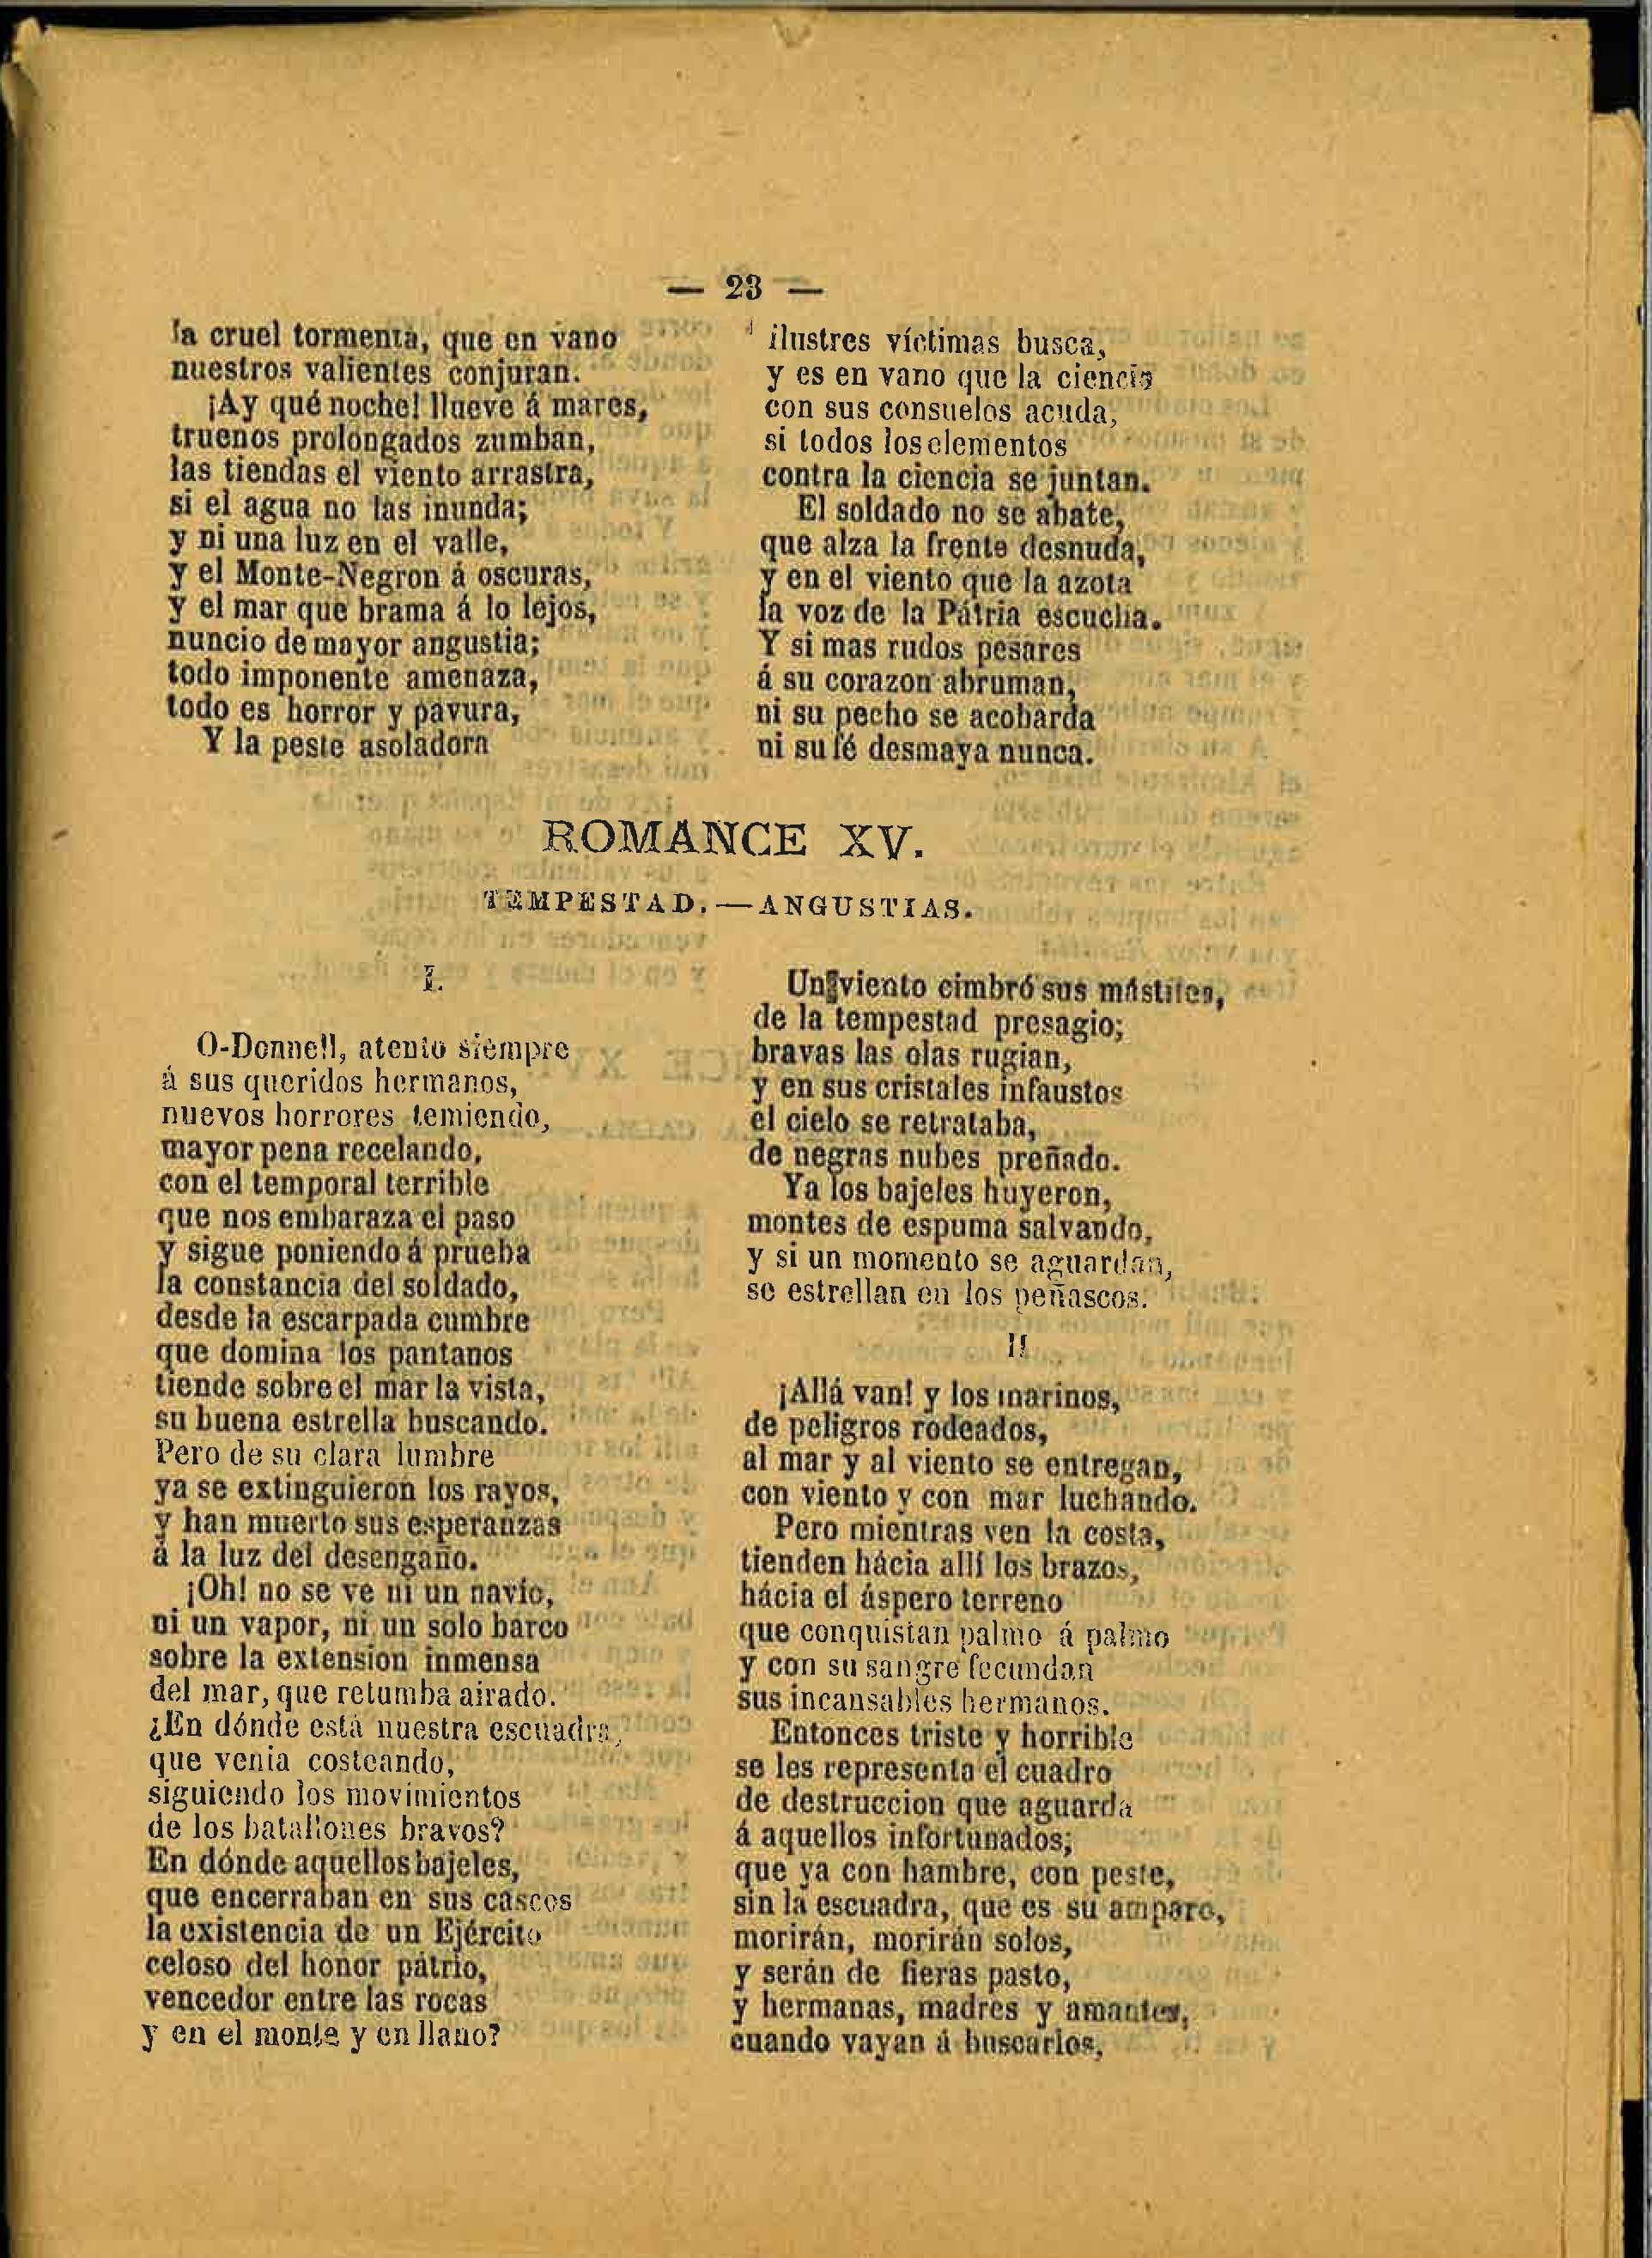 — 23 —
la cruel tormenta, que en vano
nuestros valientes conjuran.
¡Ay qué noche! llueve á mares,
truenos prolongados zumban,
las tiendas el viento arrastra,
si el agua no las inunda;
y ni una luz en el valle,
y el Monte-Negron á oscuras,
y el mar que brama á lo lejos,
nuncio de mayor angustia;
todo imponente amenaza,
todo es horror y pavura,
Y la peste asoladora
ilustres víctimas busca,
y es en vano que la ciencia
con sus consuelos acuda,
si todos los elementos
contra la ciencia se juntan.
El soldado no se abate,
que alza la frente desnuda,
y en el viento que la azota
la voz de la Pátria escucha.
Y si mas rudos pesares
á su corazon abruman,
ni su pecho se acobarda
ni su fé desmaya nunca.
ROMANCE XV.
TEMPESTAD.—ANGUSTIAS.
I.
O-Donnell, atento siempre
á sus queridos hermanos,
nuevos horrores temiendo,
mayor pena recelando,
con el temporal terrible
que nos embaraza el paso
y sigue poniendo á prueba
la constancia del soldado,
desde la escarpada cumbre
que domina los pantanos
tiende sobre el mar la vista,
su buena estrella buscando.
Pero de su clara lumbre
ya se extinguieron los rayos,
y han muerto sus esperanzas
á la luz del desengaño.
¡Oh! no se ve ni un navío,
ni un vapor, ni un solo barco
sobre la extension inmensa
del mar, que retumba airado.
¿En dónde está nuestra escuadra,
que venia costeando,
siguiendo los movimientos
de los batallones bravos?
En dónde aquellos bajeles,
que encerraban en sus cascos
la existencia de un Ejército
celoso del honor pátrio,
vencedor entre las rocas
y en el monte y en llano?
Un viento cimbró sus mástiles,
de la tempestad presagio;
bravas las olas rugian,
y en sus cristales infaustos
el cielo se retrataba,
de negras nubes preñado.
Ya los bajeles huyeron,
montes de espuma salvando,
y si un momento se aguardan,
se estrellan en los peñascos.
II
¡Allá van! y los marinos,
de peligros rodeados,
al mar y al viento se entregan,
con viento y con mar luchando.
Pero mientras ven la costa,
tienden hácia allí los brazos,
hácia el áspero terreno
que conquistan palmo á palmo
y con su sangre fecundan
sus incansables hermanos.
Entonces triste y horrible
se les representa el cuadro
de destruccion que aguarda
á aquellos infortunados;
que ya con hambre, con peste,
sin la escuadra, que es su amparo,
morirán, morirán solos,
y serán de fieras pasto,
y hermanas, madres y amantes,
cuando vayan á buscarlos,